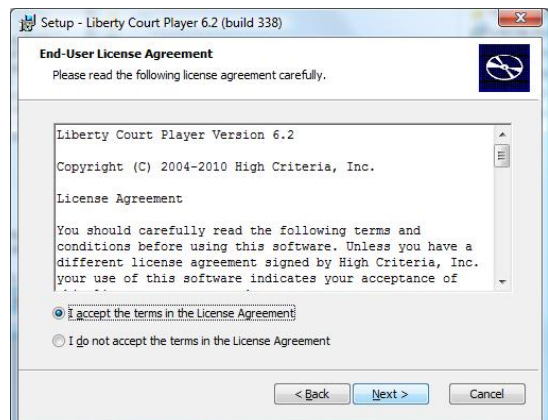 Setup - Liberty Court Player 6.2 (build 338)
End-User License Agreement
Please read the following license agreement carefully.
Liberty Court Player Version 6.2
Copyright (C) 2004-2010 High Criteria, Inc.
License Agreement
You should carefully read the following terms and
conditions before using this software. Unless you have a
different license agreement signed by High Criteria, Inc.
your use of this software indicates your acceptance of
I accept the terms in the License Agreement
I do not accept the terms in the License Agreement
< Back
Next >
Cancel